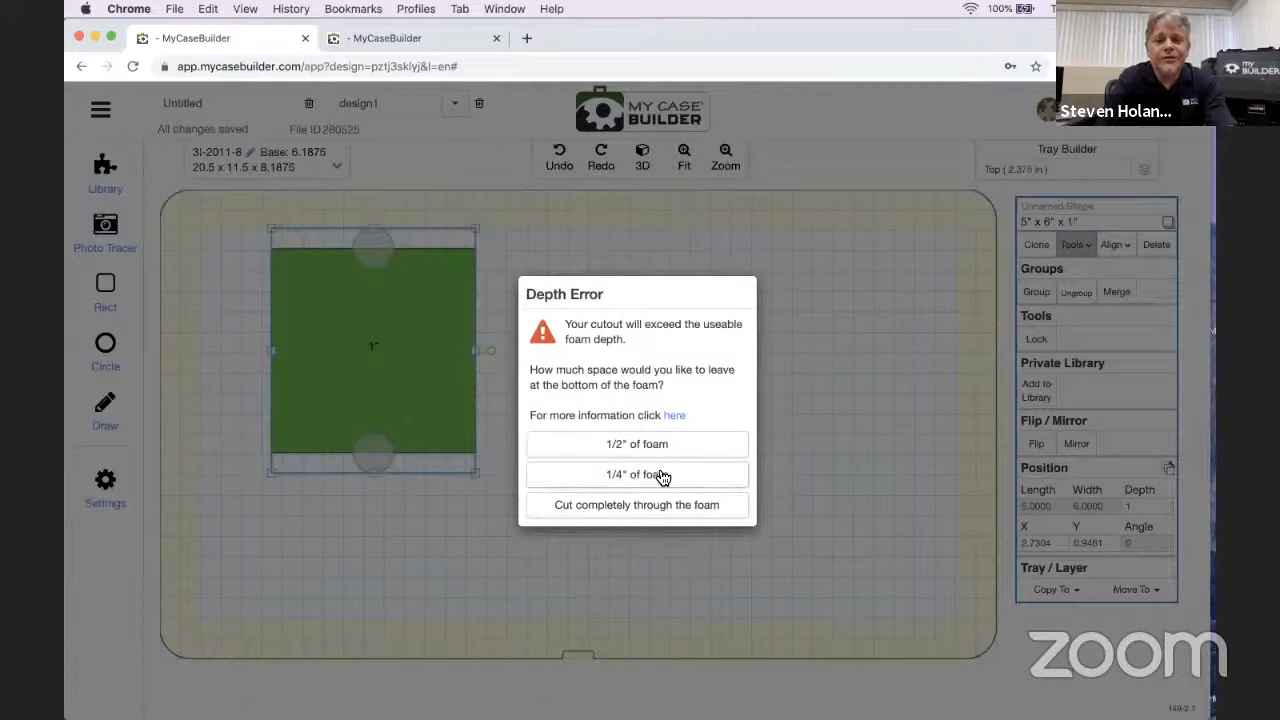 Chrome File Edit View History Bookmarks Profiles Tab Window Help 100%
- MyCaseBuilder - MyCaseBuilder
app.mycasebuilder.com/app?design=pztj3sklyj&l=en#
Steven Holan...
my BUILDER
Untitled design1
All changes saved File ID 280525
MY CASE BUILDER
3I-2011-8 Base: 6.1875
20.5 x 11.5 x 8.1875
Undo Redo 3D Fit Zoom
Tray Builder
Top ( 2.375 in )
Library
Photo Tracer
Rect
Circle
Draw
Settings
1"
Depth Error
Your cutout will exceed the useable
foam depth.
How much space would you like to leave
at the bottom of the foam?
For more information click here
1/2" of foam
1/4" of foam
Cut completely through the foam
Unnamed Shape
5" x 6" x 1"
Clone Tools Align Delete
Groups
Group Ungroup Merge
Tools
Lock
Private Library
Add to
Library
Flip / Mirror
Flip Mirror
Position
Length Width Depth
5.0000 6.0000 1
X Y Angle
2.7304 0.9461 0
Tray / Layer
Copy To Move To
zoom
149-2.1